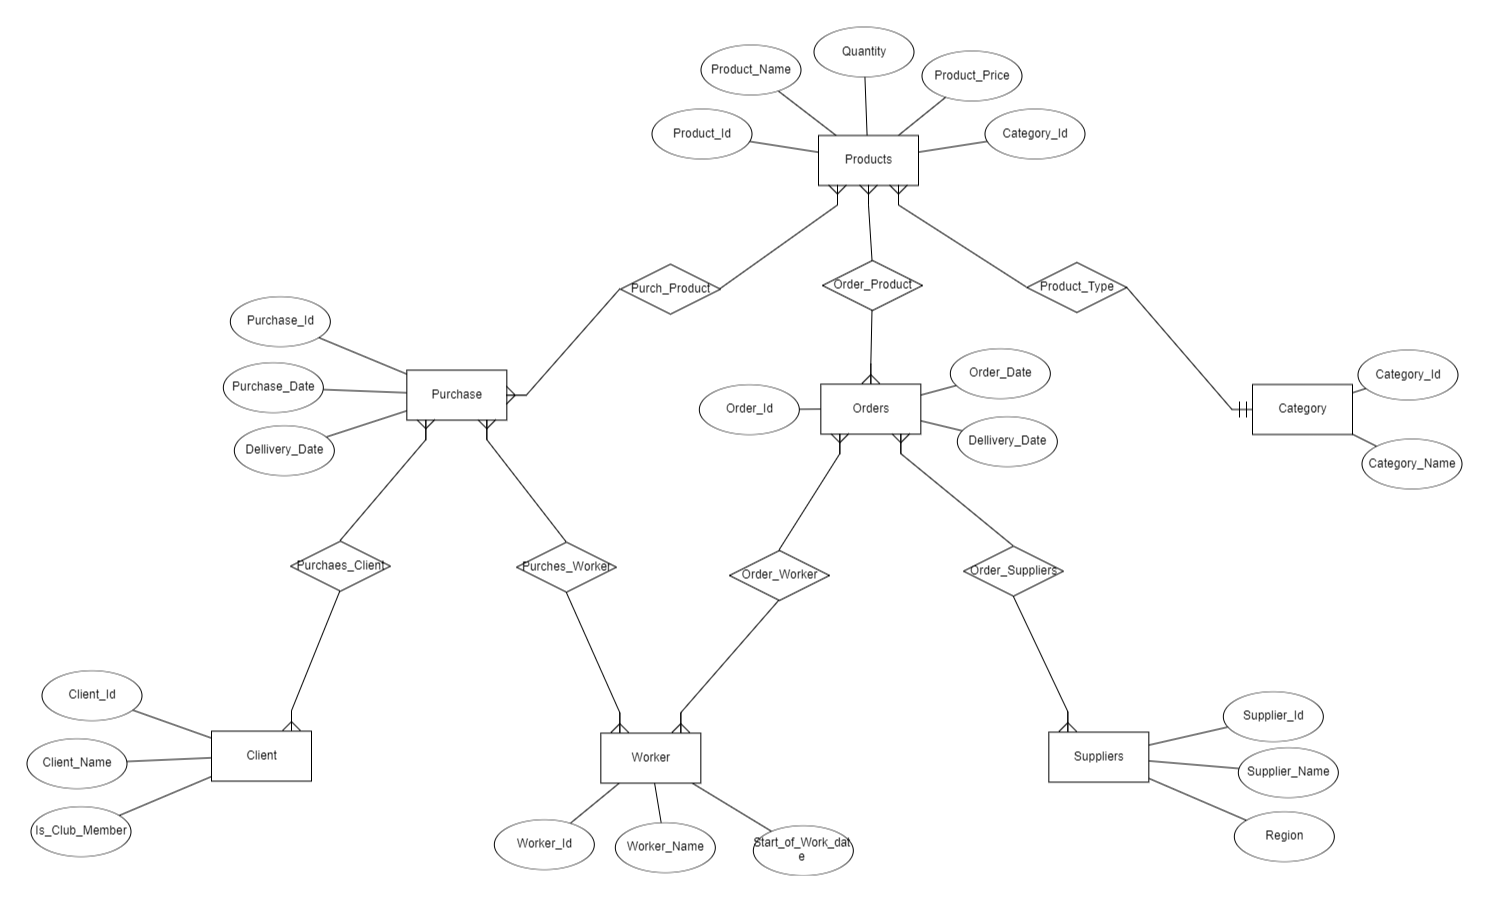 Quantity
Product_Name
Product_Price
Product_Id
Category_Id
Products
Purch_Product
Order_Product
Product_Type
Purchase_Id
Purchase_Date
Dellivery_Date
Purchase
Order_Id
Orders
Order_Date
Dellivery_Date
Category
Category_Id
Category_Name
Purchaes_Client
Purches_Worker
Order_Worker
Order_Suppliers
Client_Id
Client_Name
Is_Club_Member
Client
Worker
Worker_Id
Worker_Name
Start_of_Work_dat
e
Suppliers
Supplier_Id
Supplier_Name
Region